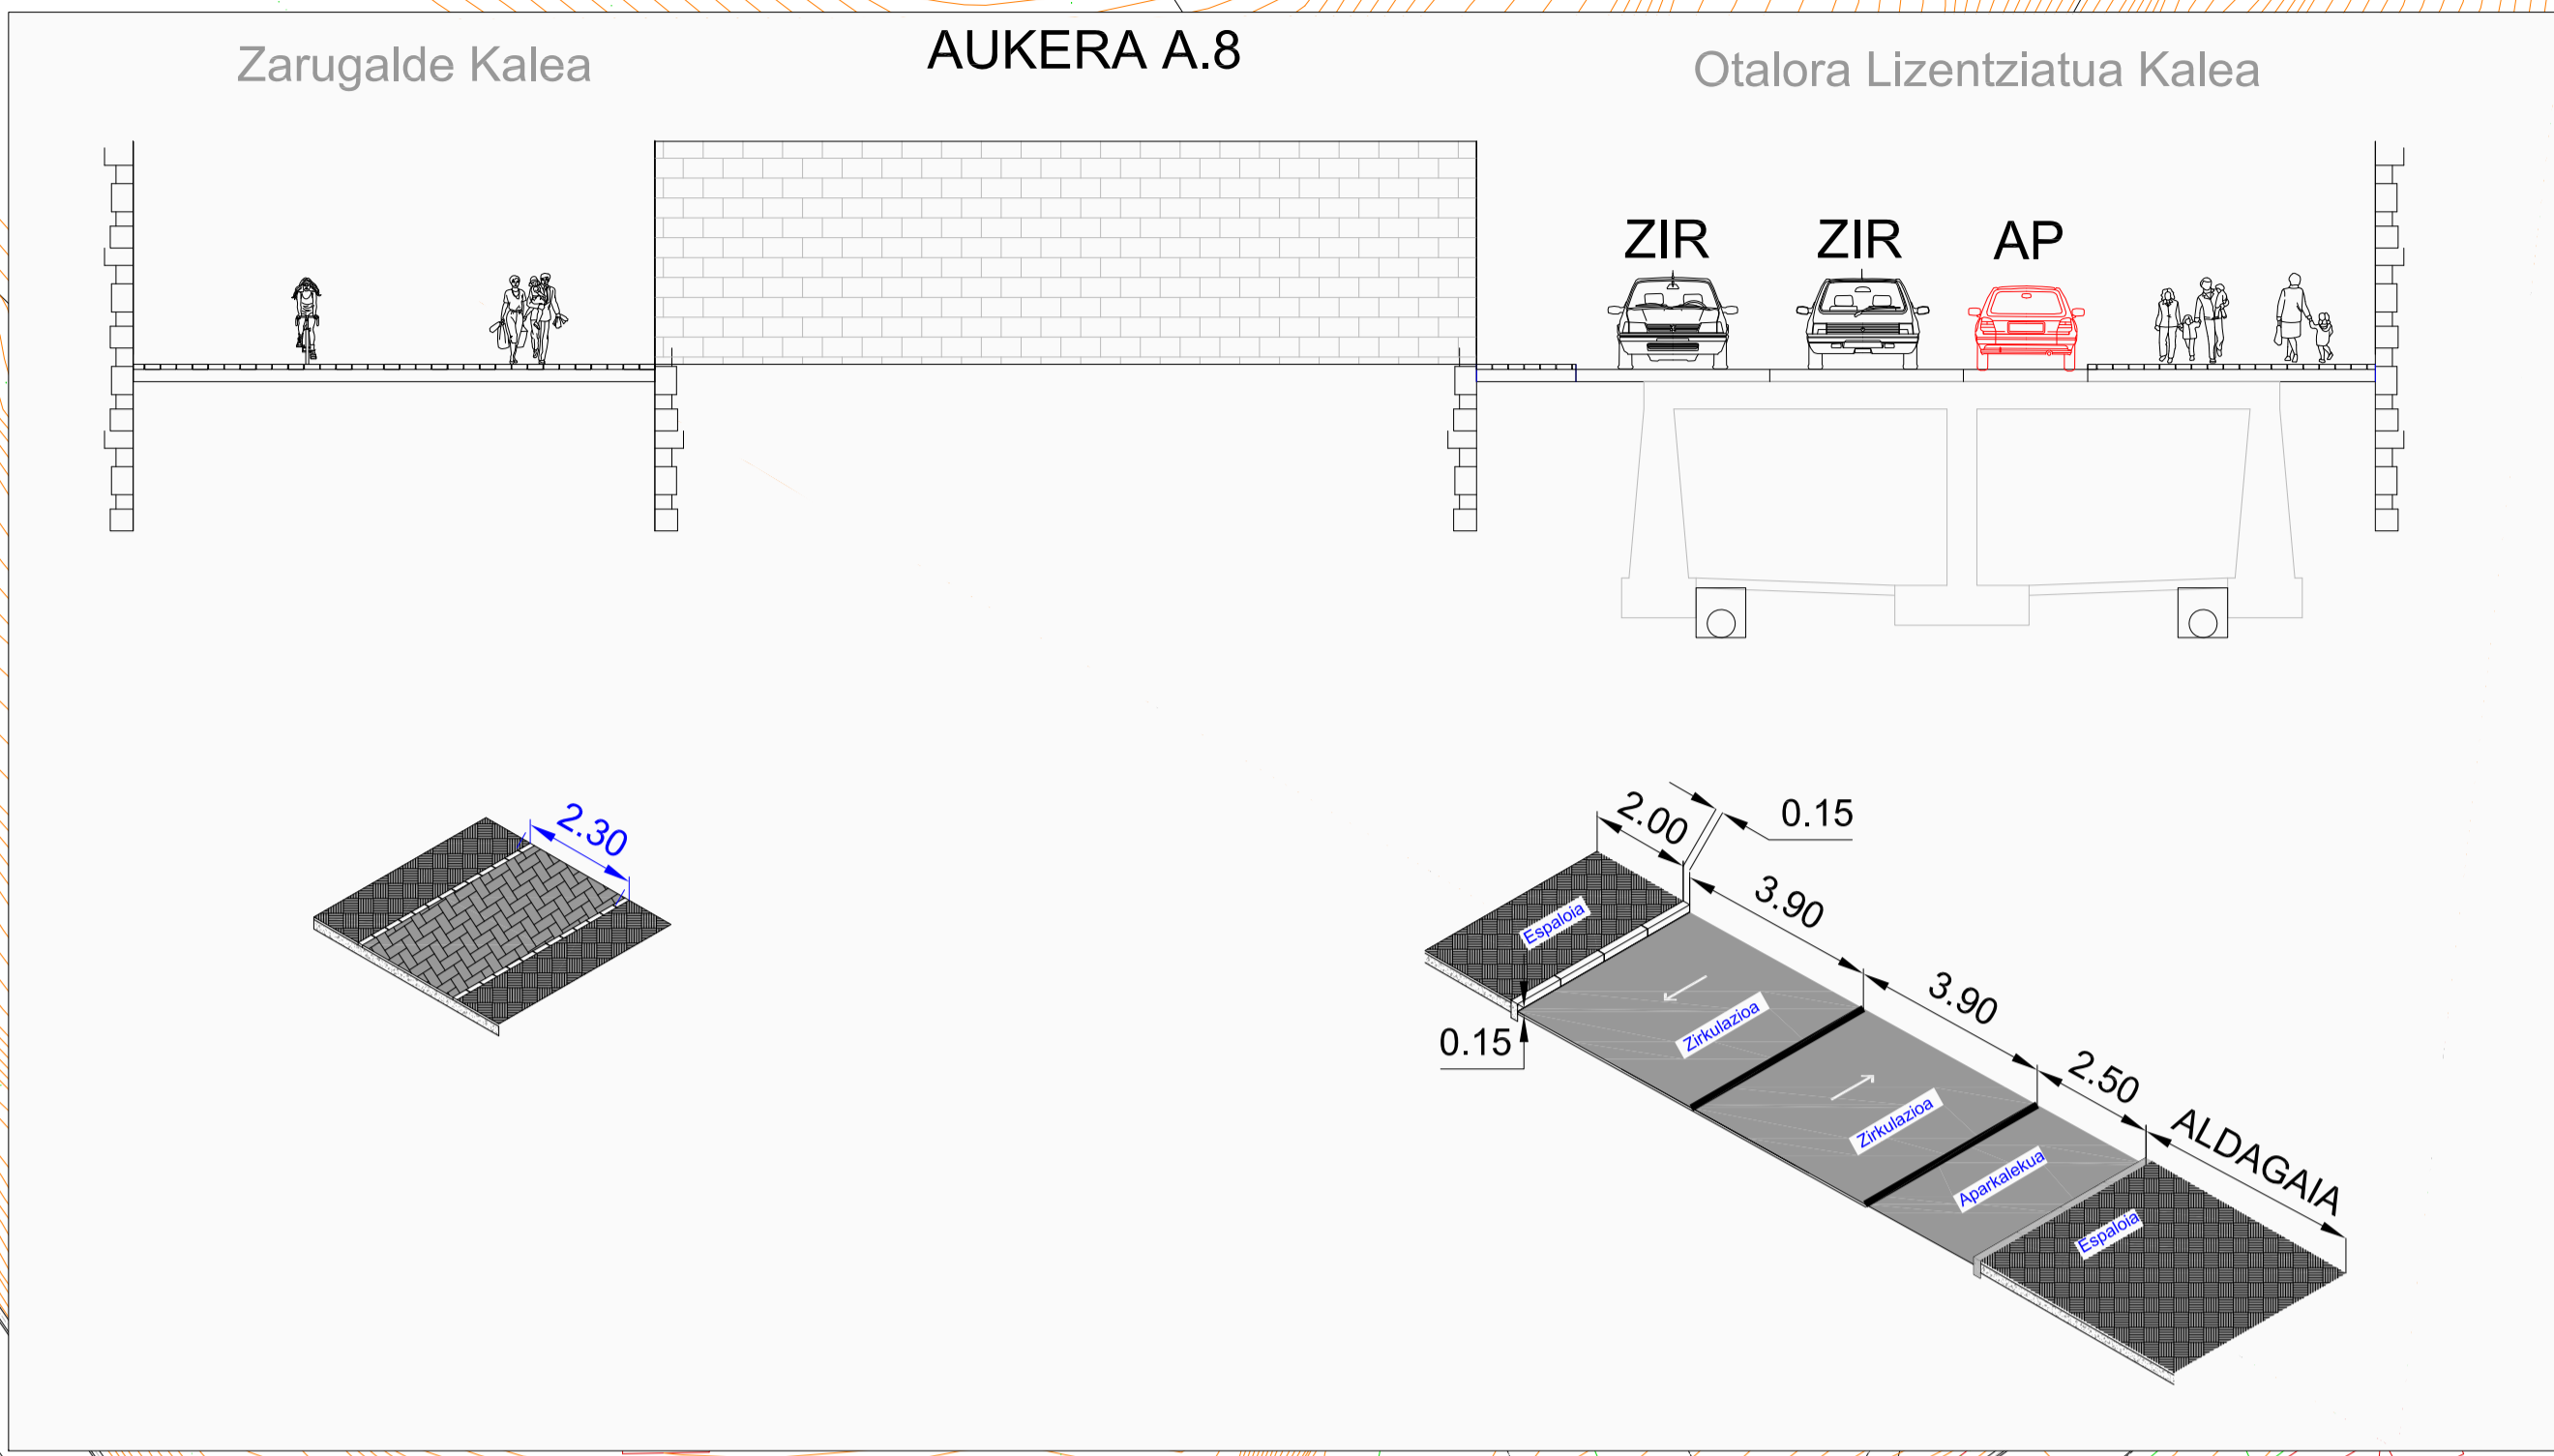 AUKERA A.8
Zarugalde Kalea
Otalora Lizentziatua Kalea
ZIR
ZIR
AP
2.30
2.00
0.15
3.90
3.90
2.50
ALDAGAIA
0.15
Espaloia
Zirkulazioa
Zirkulazioa
Aparkalekua
Espaloia